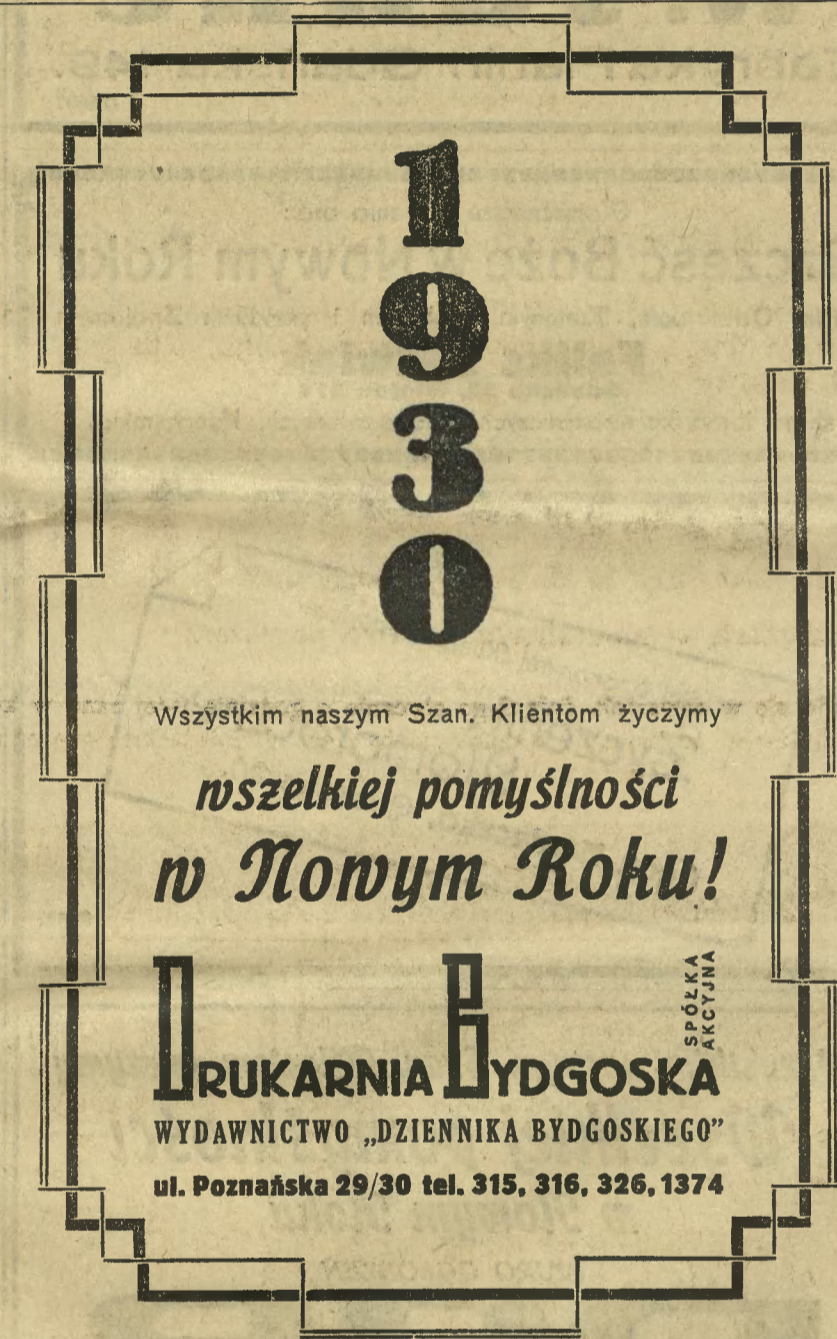 1
9
3
0
Wszystkim naszym Szan. Klientom życzymy
wszelkiej pomyślności
w Nowym Roku!
DRUKARNIA BYDGOSKA
SPÓŁKA
AKCYJNA
WYDAWNICTWO „DZIENNIKA BYDGOSKIEGO”
ul. Poznańska 29/30 tel. 315, 316, 326, 1374